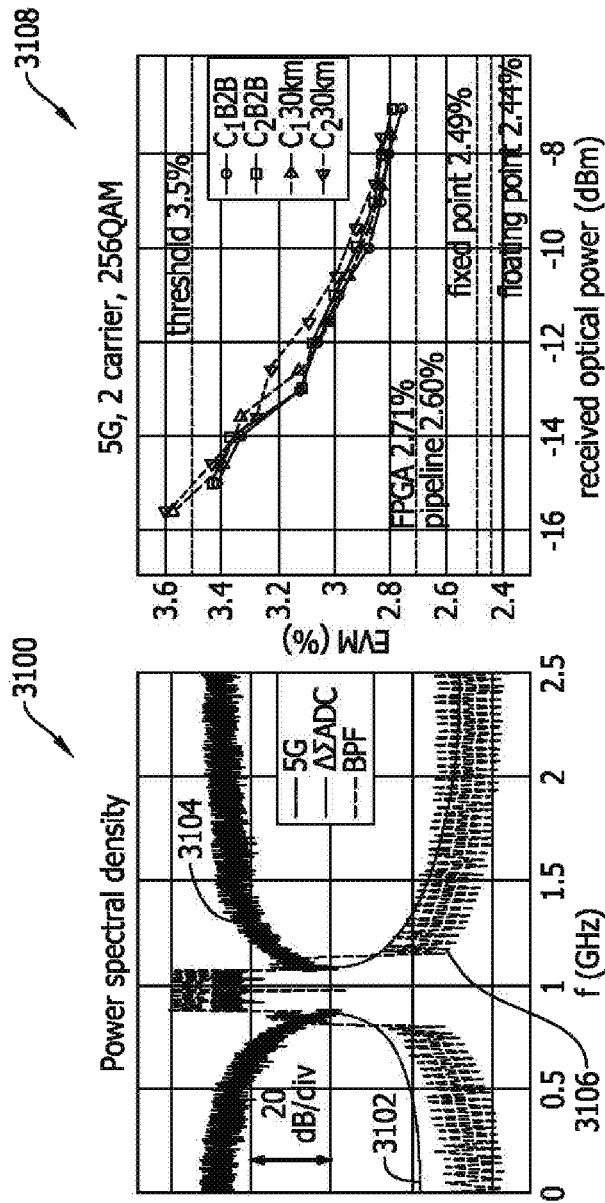 3100
Power spectral density
3104
5G
ΔΣADC
BPF
20
dB/div
3102
3106
0
0.5
1
1.5
2
2.5
f (GHz)
3108
5G, 2 carrier, 256QAM
threshold 3.5%
C1B2B
C2B2B
C130km
C230km
FPGA 2.71%
pipeline 2.60%
fixed point 2.49%
floating point 2.44%
EVM (%)
3.6
3.4
3.2
3
2.8
2.6
2.4
-16
-14
-12
-10
-8
received optical power (dBm)